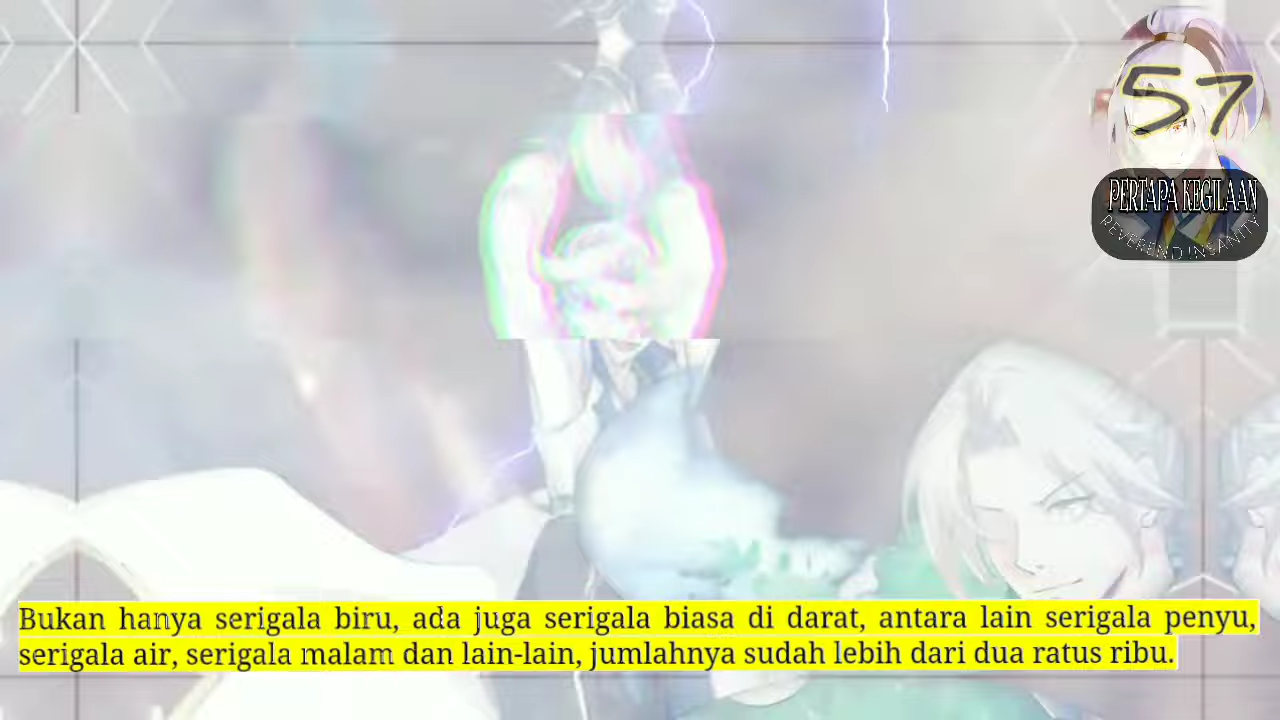 57
PERTAPA KEGILAAN
REVEREND INSANITY
Bukan hanya serigala biru, ada juga serigala biasa di darat, antara lain serigala penyu,
serigala air, serigala malam dan lain-lain, jumlahnya sudah lebih dari dua ratus ribu.